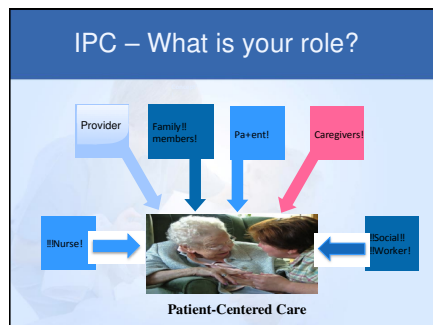 IPC – What is your role?
Provider
Family!!
members!
Pa+ent!
Caregivers!
!!!Nurse!
!!Social!!
!!Worker!
Patient-Centered Care